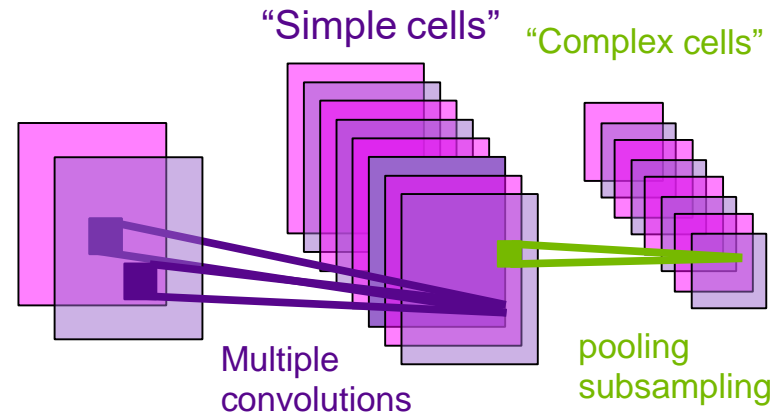 “Simple cells”
“Complex cells”
Multiple
convolutions
pooling
subsampling